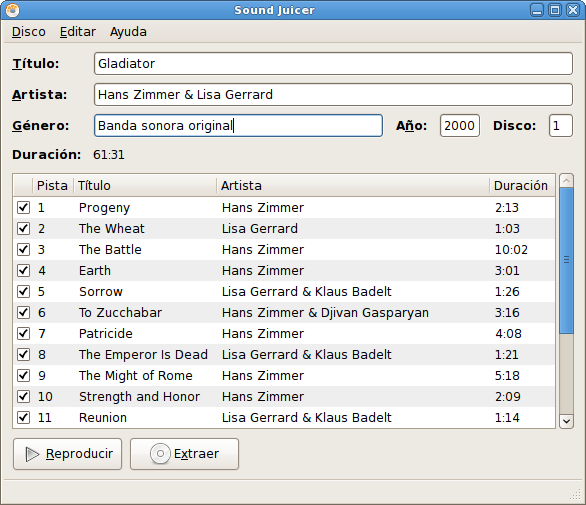 Sound Juicer
Disco Editar Ayuda
Título: Gladiator
Artista: Hans Zimmer & Lisa Gerrard
Género: Banda sonora original Año: 2000 Disco: 1
Duración: 61:31
Pista Título Artista Duración
1 Progeny Hans Zimmer 2:13
2 The Wheat Lisa Gerrard 1:03
3 The Battle Hans Zimmer 10:02
4 Earth Hans Zimmer 3:01
5 Sorrow Lisa Gerrard & Klaus Badelt 1:26
6 To Zucchabar Hans Zimmer & Djivan Gasparyan 3:16
7 Patricide Hans Zimmer 4:08
8 The Emperor Is Dead Lisa Gerrard & Klaus Badelt 1:21
9 The Might of Rome Hans Zimmer 5:18
10 Strength and Honor Hans Zimmer 2:09
11 Reunion Lisa Gerrard & Klaus Badelt 1:14
Reproducir Extraer